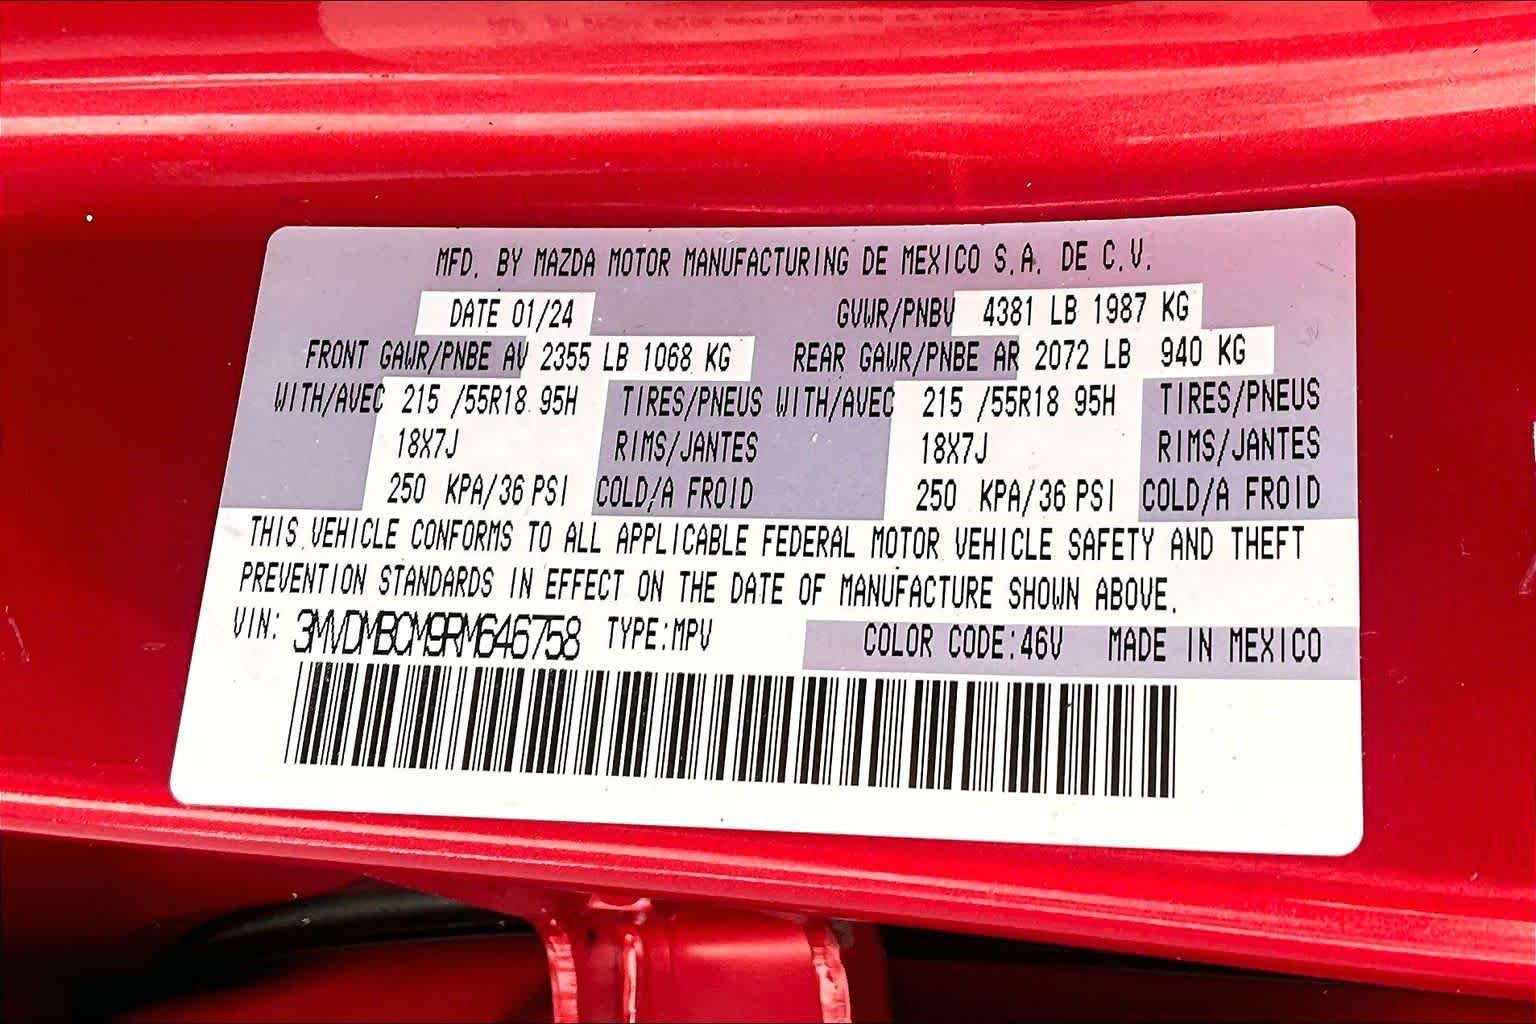 MFD. BY MAZDA MOTOR MANUFACTURING DE MEXICO S.A. DE C.V.
DATE 01/24 GVWR/PNBV 4381 LB 1987 KG
FRONT GAWR/PNBE AV 2355 LB 1068 KG REAR GAWR/PNBE AR 2072 LB 940 KG
WITH/AVEC 215 /55R18 95H TIRES/PNEUS WITH/AVEC 215 /55R18 95H TIRES/PNEUS
18X7J RIMS/JANTES 18X7J RIMS/JANTES
250 KPA/36 PSI COLD/A FROID 250 KPA/36 PSI COLD/A FROID
THIS VEHICLE CONFORMS TO ALL APPLICABLE FEDERAL MOTOR VEHICLE SAFETY AND THEFT
PREVENTION STANDARDS IN EFFECT ON THE DATE OF MANUFACTURE SHOWN ABOVE.
VIN: 3MVDMBCM9RM646758 TYPE:MPV COLOR CODE:46V MADE IN MEXICO